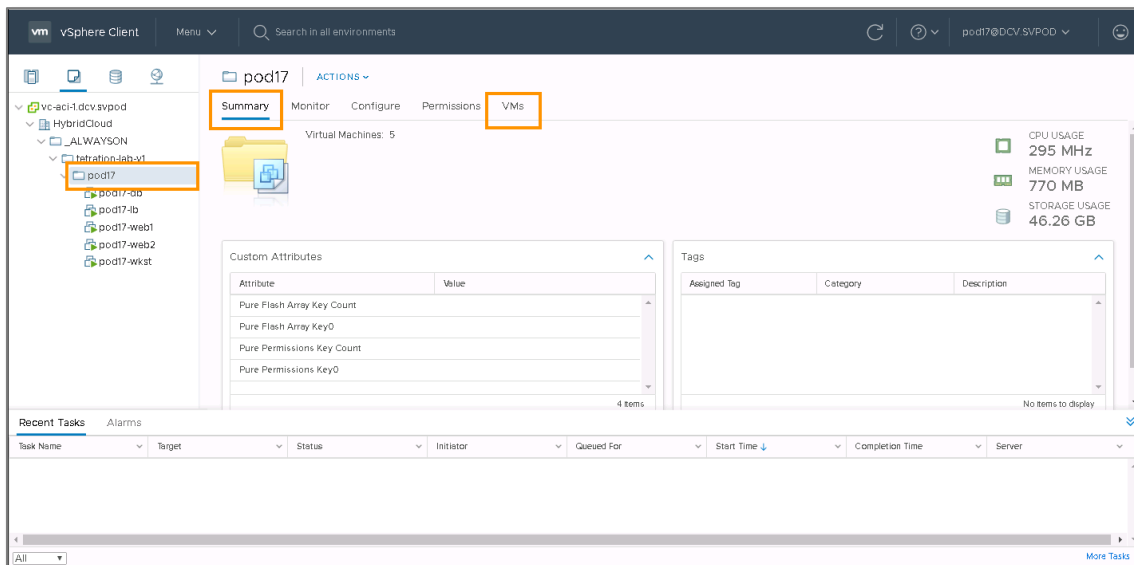 vm vSphere Client Menu Search in all environments pod17@DCV.SVPOD
pod17 ACTIONS
Summary Monitor Configure Permissions VMs
vc-aci-1.dcv.svpod
HybridCloud
_ALWAYSON
tetration-lab-v1
pod17
pod17-db
pod17-lb
pod17-web1
pod17-web2
pod17-wkst
Virtual Machines: 5
CPU USAGE
295 MHz
MEMORY USAGE
770 MB
STORAGE USAGE
46.26 GB
Custom Attributes
Attribute Value
Pure Flash Array Key Count
Pure Flash Array Key0
Pure Permissions Key Count
Pure Permissions Key0
4 items
Tags
Assigned Tag Category Description
No items to display
Recent Tasks Alarms
Task Name Target Status Initiator Queued For Start Time Completion Time Server
All More Tasks